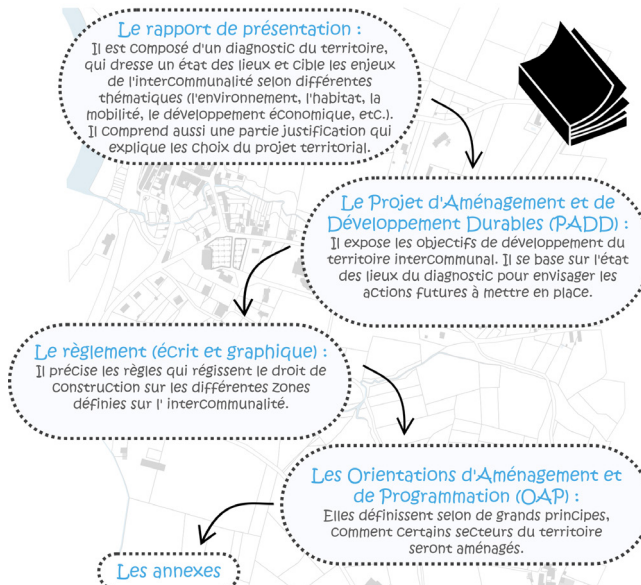 Le rapport de présentation :
Il est composé d'un diagnostic du territoire,
qui dresse un état des lieux et cible les enjeux
de l'intercommunalité selon différentes
thématiques (l'environnement, l'habitat, la
mobilité, le développement économique, etc.).
Il comprend aussi une partie justification qui
explique les choix du projet territorial.
Le Projet d'Aménagement et de
Développement Durables (PADD) :
Il expose les objectifs de développement du
territoire intercommunal. Il se base sur l'état
des lieux du diagnostic pour envisager les
actions futures à mettre en place.
Le règlement (écrit et graphique) :
Il précise les règles qui régissent le droit de
construction sur les différentes zones
définies sur l' intercommunalité.
Les Orientations d'Aménagement et
de Programmation (OAP) :
Elles définissent selon de grands principes,
comment certains secteurs du territoire
seront aménagés.
Les annexes